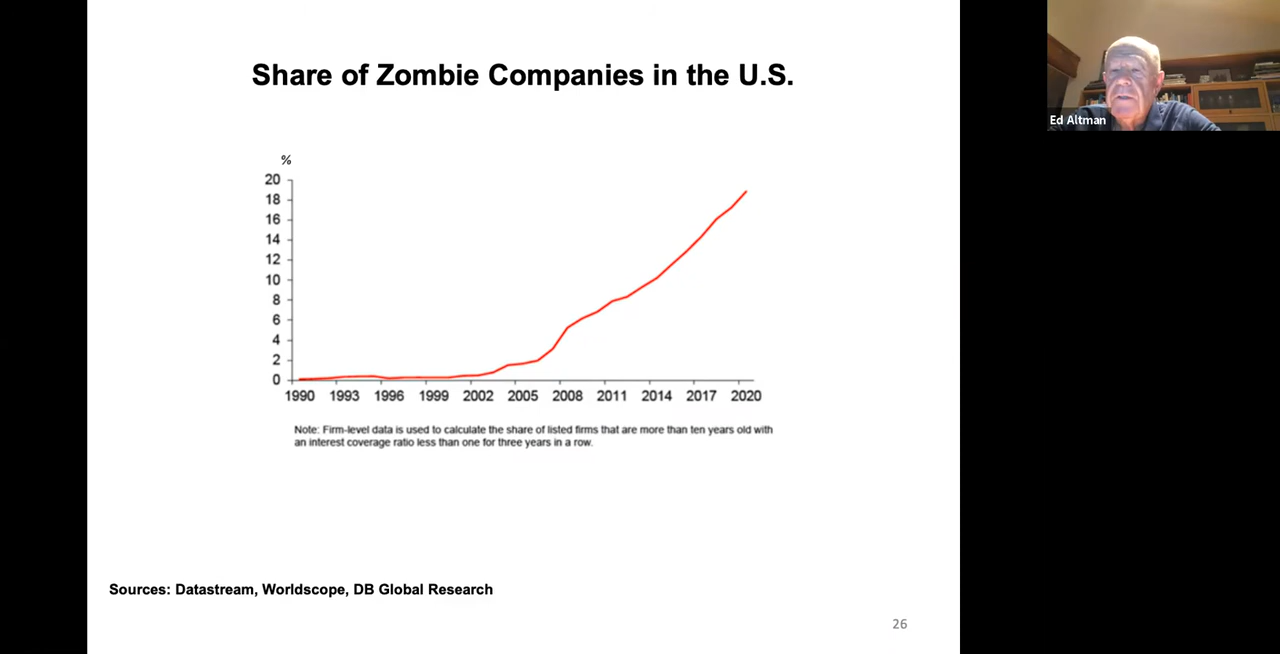 Share of Zombie Companies in the U.S.
Ed Altman
%
20
18
16
14
12
10
8
6
4
2
0
1990 1993 1996 1999 2002 2005 2008 2011 2014 2017 2020
Note: Firm-level data is used to calculate the share of listed firms that are more than ten years old with
an interest coverage ratio less than one for three years in a row.
Sources: Datastream, Worldscope, DB Global Research
26